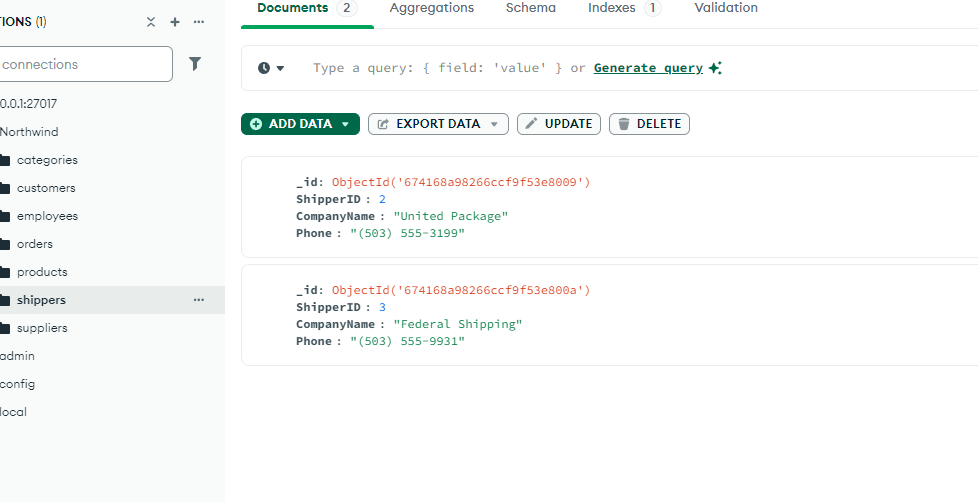 TIONS (1)
connections
0.0.1:27017
Northwind
categories
customers
employees
orders
products
shippers
suppliers
admin
config
local
Documents 2 Aggregations Schema Indexes 1 Validation
Type a query: { field: 'value' } or Generate query
ADD DATA EXPORT DATA UPDATE DELETE
_id: ObjectId('674168a98266ccf9f53e8009')
ShipperID : 2
CompanyName : "United Package"
Phone : "(503) 555-3199"
_id: ObjectId('674168a98266ccf9f53e800a')
ShipperID : 3
CompanyName : "Federal Shipping"
Phone : "(503) 555-9931"